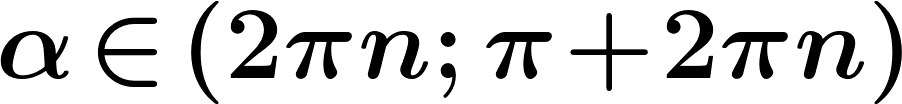 α ∈ (2πn; π + 2πn)